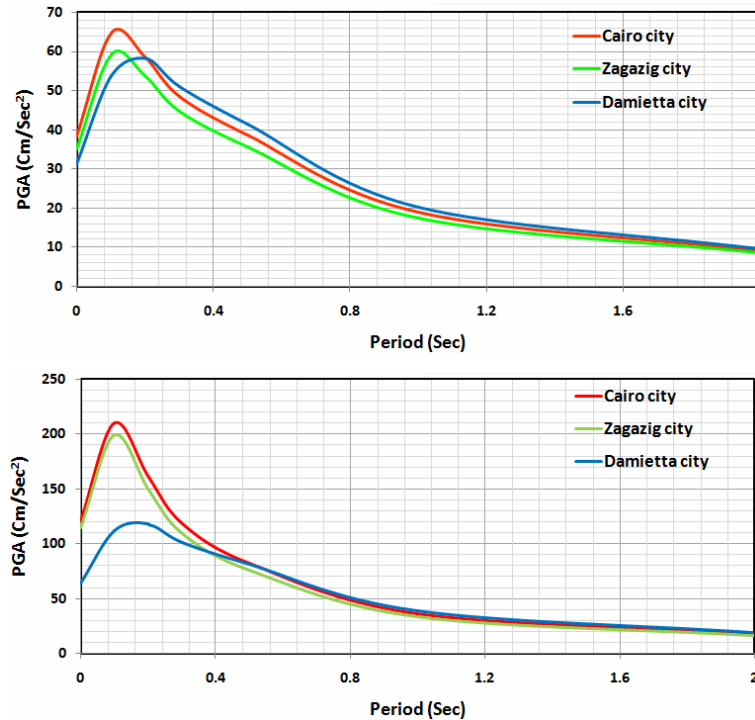 70
60
50
40
30
20
10
0
PGA (Cm/Sec²)
Cairo city
Zagazig city
Damietta city
0 0.4 0.8 1.2 1.6
Period (Sec)
250
200
150
100
50
0
PGA (Cm/Sec²)
Cairo city
Zagazig city
Damietta city
0 0.4 0.8 1.2 1.6 2
Period (Sec)